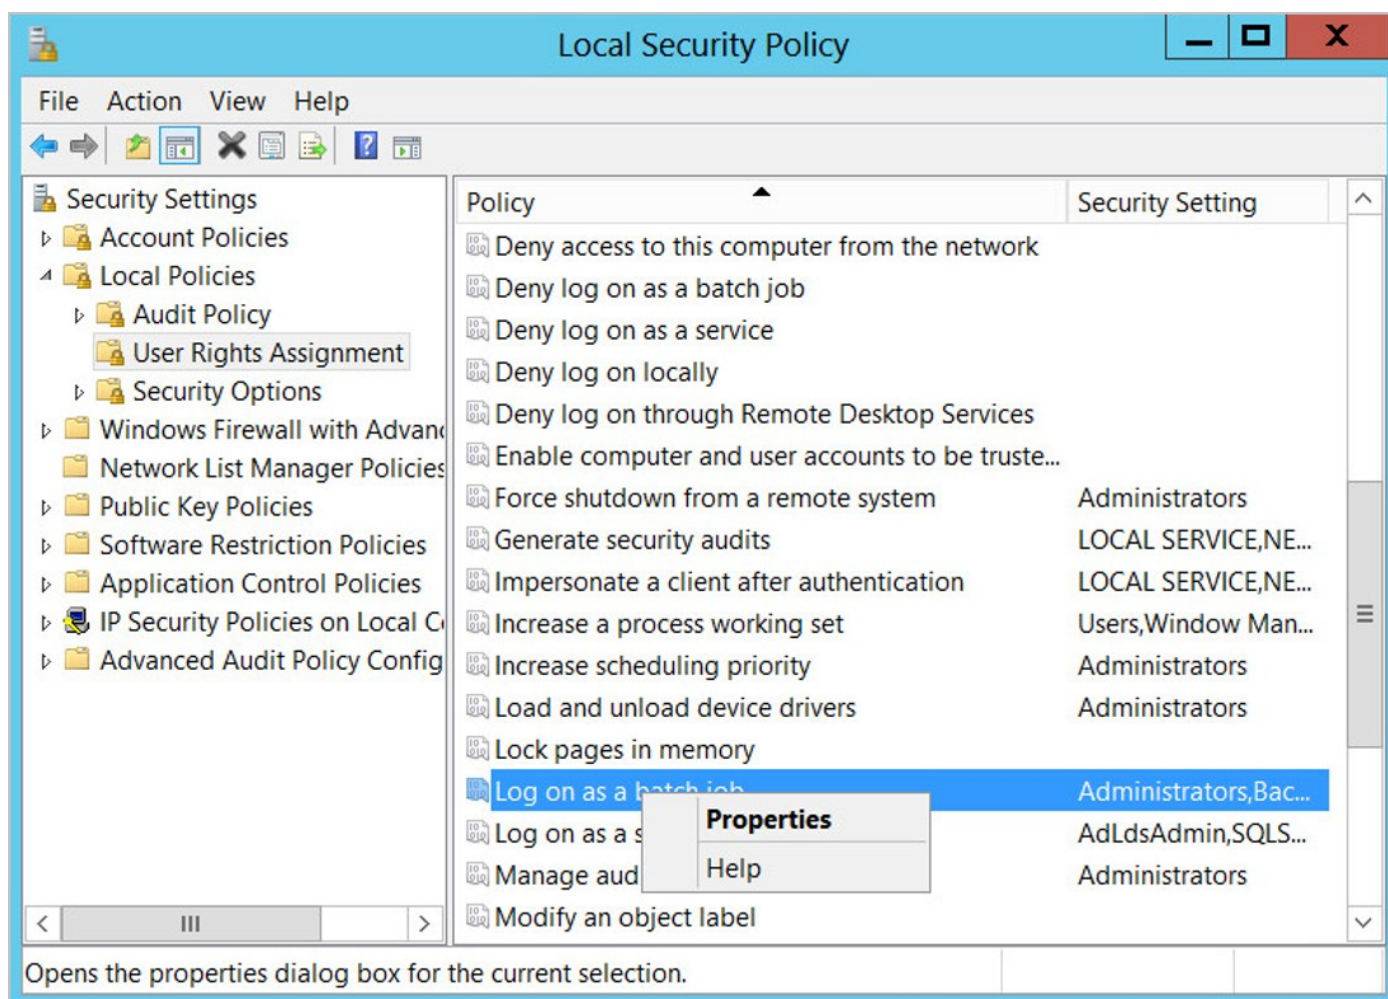 Local Security Policy
File Action View Help
Security Settings
Account Policies
Local Policies
Audit Policy
User Rights Assignment
Security Options
Windows Firewall with Advan
Network List Manager Policies
Public Key Policies
Software Restriction Policies
Application Control Policies
IP Security Policies on Local C
Advanced Audit Policy Config
Policy Security Setting
Deny access to this computer from the network
Deny log on as a batch job
Deny log on as a service
Deny log on locally
Deny log on through Remote Desktop Services
Enable computer and user accounts to be truste...
Force shutdown from a remote system Administrators
Generate security audits LOCAL SERVICE,NE...
Impersonate a client after authentication LOCAL SERVICE,NE...
Increase a process working set Users,Window Man...
Increase scheduling priority Administrators
Load and unload device drivers Administrators
Lock pages in memory
Log on as a batch job Administrators,Bac...
Log on as a s AdLdsAdmin,SQLS...
Manage aud Administrators
Modify an object label
Properties
Help
Opens the properties dialog box for the current selection.